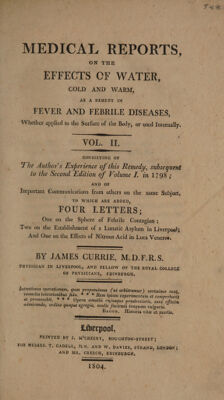 MEDICAL REPORTS,
ON THE
EFFECTS OF WATER,
COLD AND WARM,
AS A REMEDY IN
FEVER AND FEBRILE DISEASES,
Whether applied to the Surface of the Body, or used Internally.
VOL. II.
CONSISTING OF
The Author's Experience of this Remedy, subsequent
to the Second Edition of Volume I. in 1798;
AND OF
Important Communications from others on the same Subject.
TO WHICH ARE ADDED,
FOUR LETTERS;
One on the Sphere of Febrile Contagion;
Two on the Establishment of a Lunatic Asylum in Liverpool;
And One on the Effects of Nitrous Acid in Lues Venerea.
BY JAMES CURRIE, M.D.F.R.S.
PHYSICIAN IN LIVERPOOL, AND FELLOW OF THE ROYAL COLLEGE
OF PHYSICIANS, EDINBURGH.
BACON. Historia vitæ et mortis.
Liverpool,
PRINTED BY J. M'CREERY, HOUGHTON-STREET;
FOR MESSRS. T. CADELL, JUN. AND W. DAVIES, STRAND, LONDON;
AND MR. CREECH, EDINBURGH.
1804.